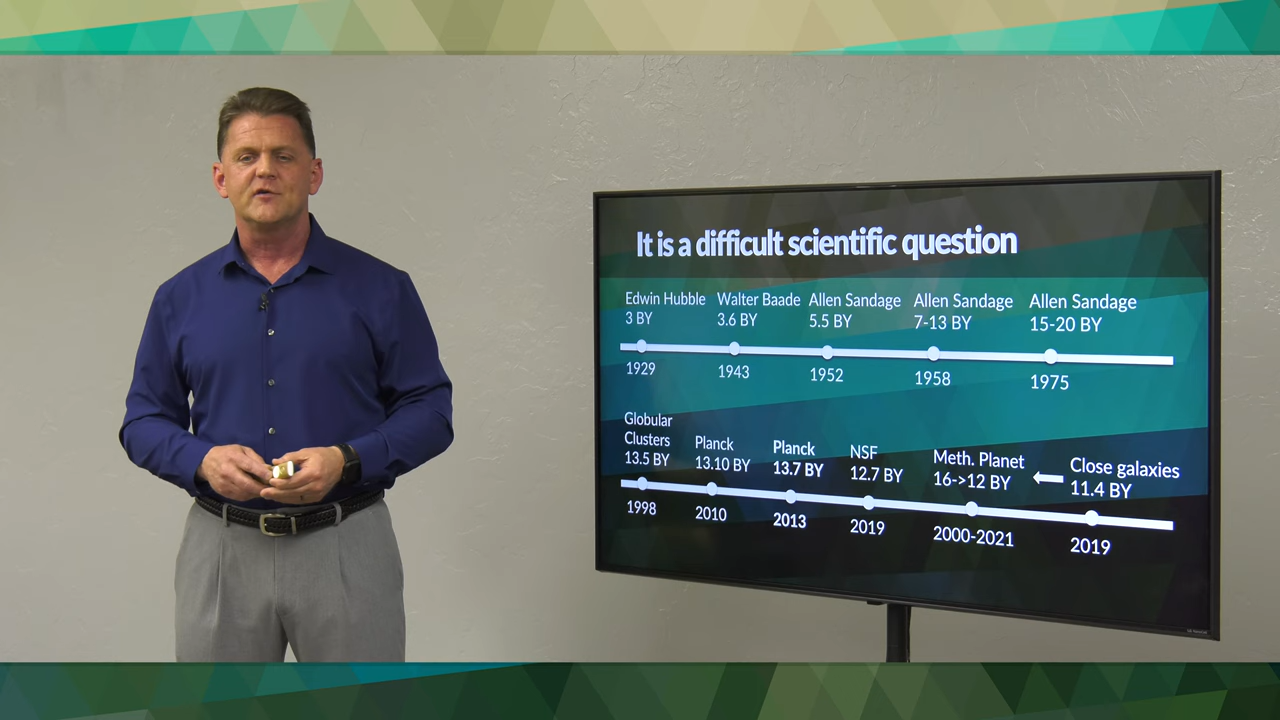 It is a difficult scientific question
Edwin Hubble
3 BY
Walter Baade
3.6 BY
Allen Sandage
5.5 BY
Allen Sandage
7-13 BY
Allen Sandage
15-20 BY
1929
1943
1952
1958
1975
Globular
Clusters
13.5 BY
Planck
13.10 BY
Planck
13.7 BY
NSF
12.7 BY
Meth. Planet
16->12 BY
Close galaxies
11.4 BY
1998
2010
2013
2019
2000-2021
2019